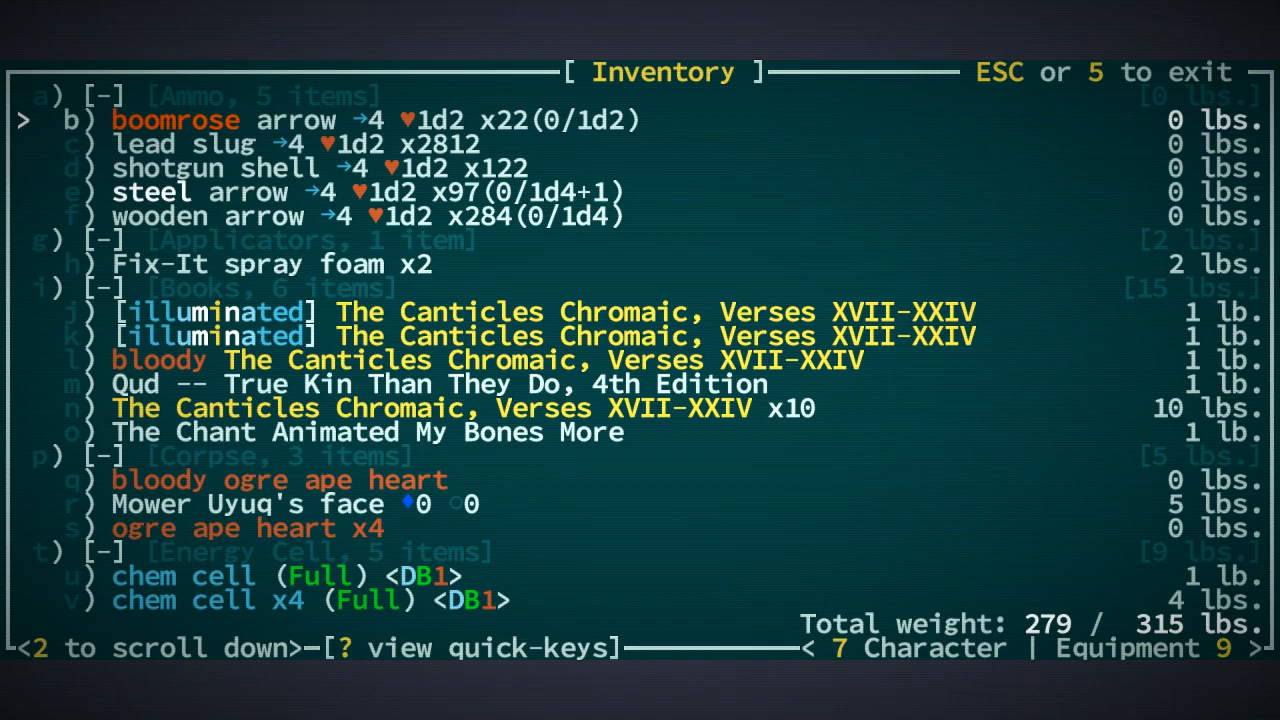 [ Inventory ] ESC or 5 to exit
a) [-] [Ammo, 5 items] [0 lbs.]
> b) boomrose arrow →4 ♥1d2 x22(0/1d2) 0 lbs.
c) lead slug →4 ♥1d2 x2812 0 lbs.
d) shotgun shell →4 ♥1d2 x122 0 lbs.
e) steel arrow →4 ♥1d2 x97(0/1d4+1) 0 lbs.
f) wooden arrow →4 ♥1d2 x284(0/1d4) 0 lbs.
g) [-] [Applicators, 1 item] [2 lbs.]
h) Fix-It spray foam x2 2 lbs.
i) [-] [Books, 6 items] [15 lbs.]
j) [illuminated] The Canticles Chromaic, Verses XVII-XXIV 1 lb.
k) [illuminated] The Canticles Chromaic, Verses XVII-XXIV 1 lb.
l) bloody The Canticles Chromaic, Verses XVII-XXIV 1 lb.
m) Qud -- True Kin Than They Do, 4th Edition 1 lb.
n) The Canticles Chromaic, Verses XVII-XXIV x10 10 lbs.
o) The Chant Animated My Bones More 1 lb.
p) [-] [Corpse, 3 items] [5 lbs.]
q) bloody ogre ape heart 0 lbs.
r) Mower Uyuq's face ♦0 ○0 5 lbs.
s) ogre ape heart x4 0 lbs.
t) [-] [Energy Cell, 5 items] [9 lbs.]
u) chem cell (Full) <DB1> 1 lb.
v) chem cell x4 (Full) <DB1> 4 lbs.
Total weight: 279 / 315 lbs.
<2 to scroll down> [? view quick-keys] < 7 Character | Equipment 9 >